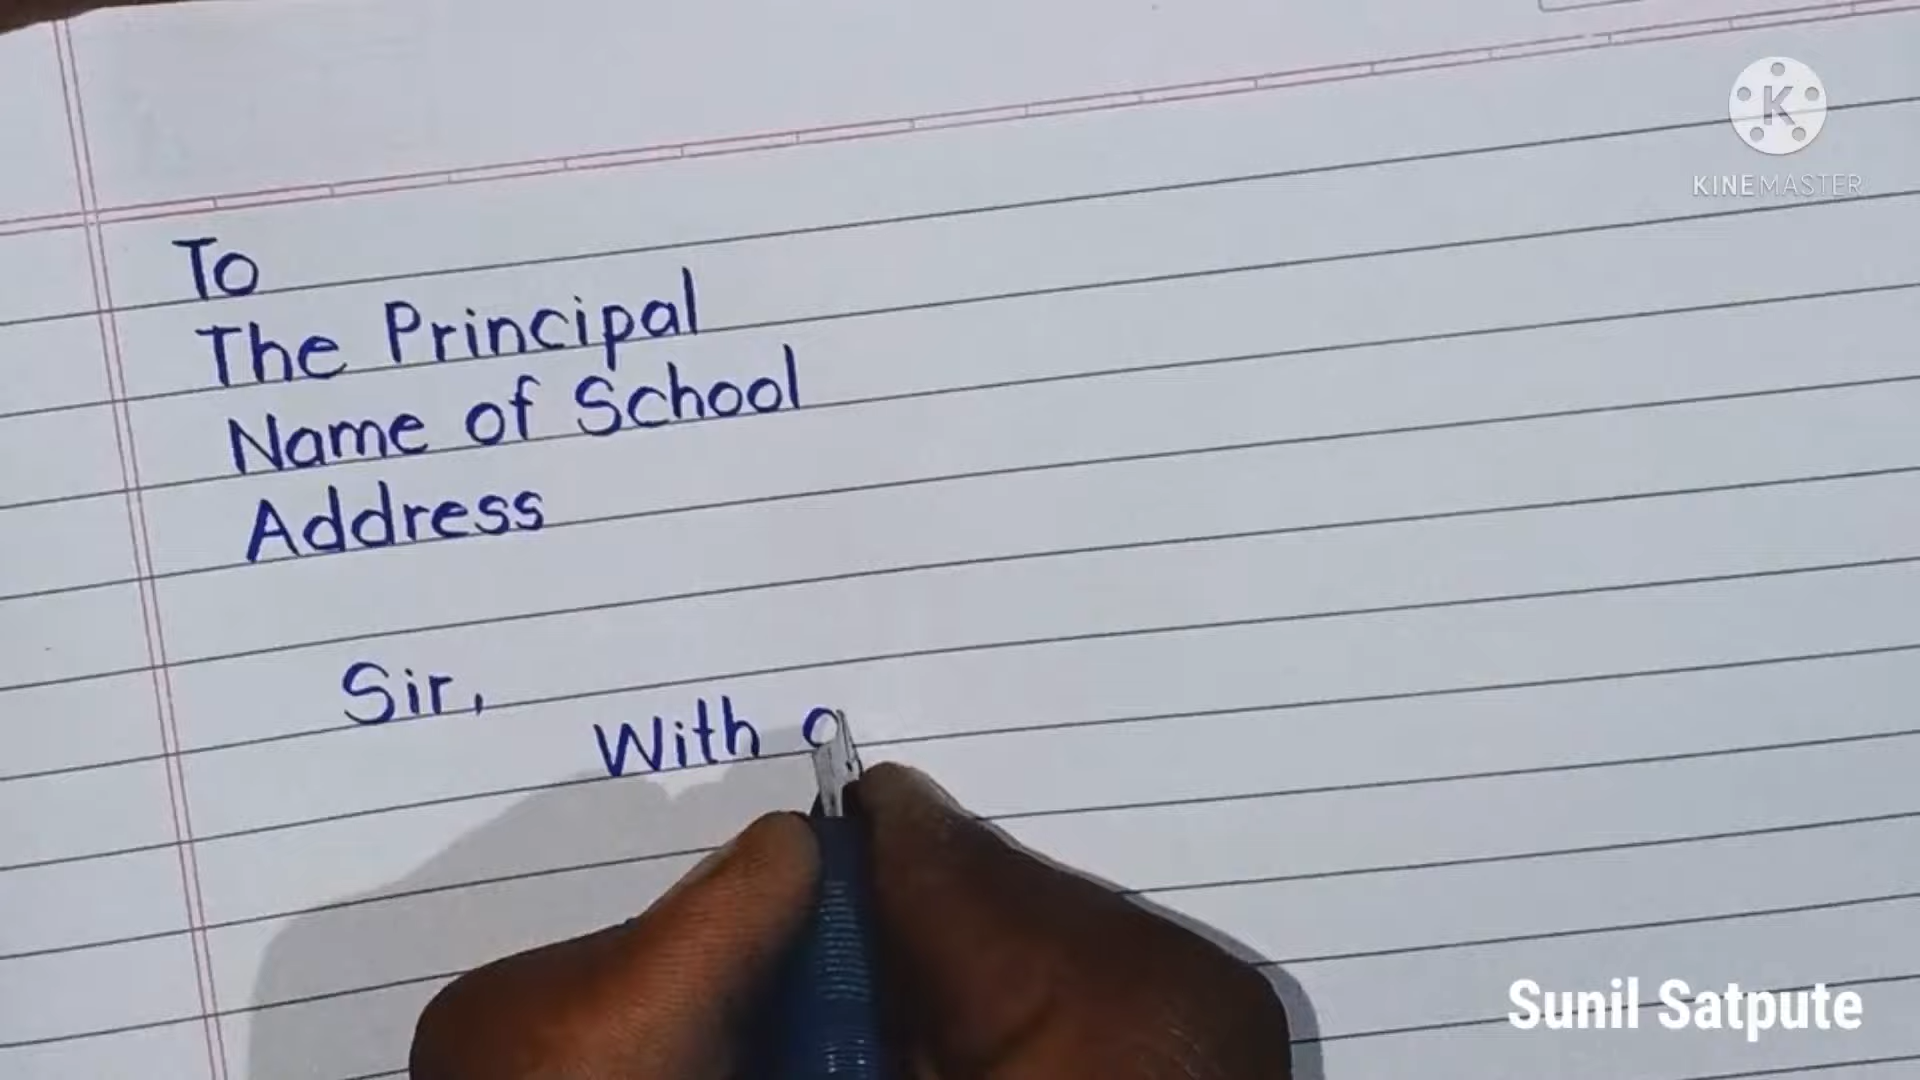 KINEMASTER
To
The Principal
Name of School
Address
Sir,
With
Sunil Satpute